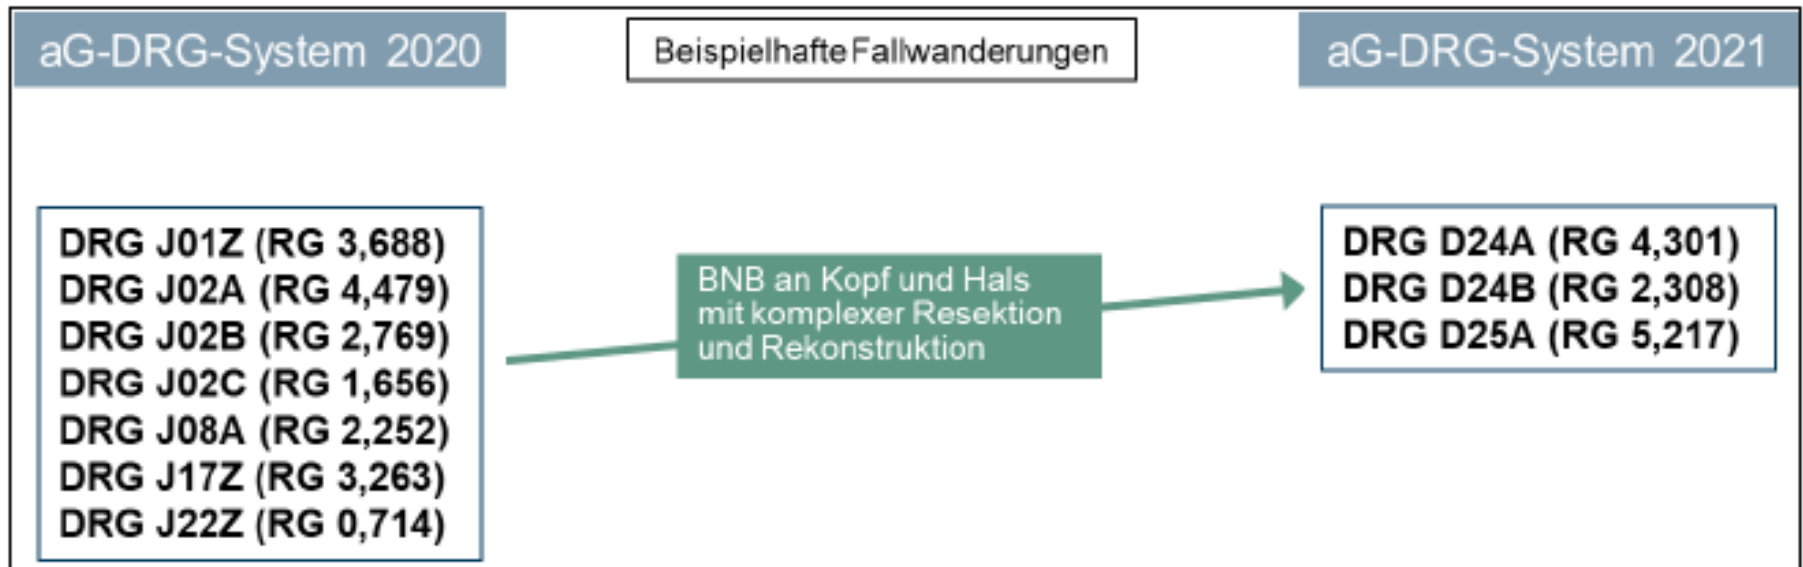 aG-DRG-System 2020
Beispielhafte Fallwanderungen
aG-DRG-System 2021
DRG J01Z (RG 3,688)
DRG J02A (RG 4,479)
DRG J02B (RG 2,769)
DRG J02C (RG 1,656)
DRG J08A (RG 2,252)
DRG J17Z (RG 3,263)
DRG J22Z (RG 0,714)
BNB an Kopf und Hals
mit komplexer Resektion
und Rekonstruktion
DRG D24A (RG 4,301)
DRG D24B (RG 2,308)
DRG D25A (RG 5,217)